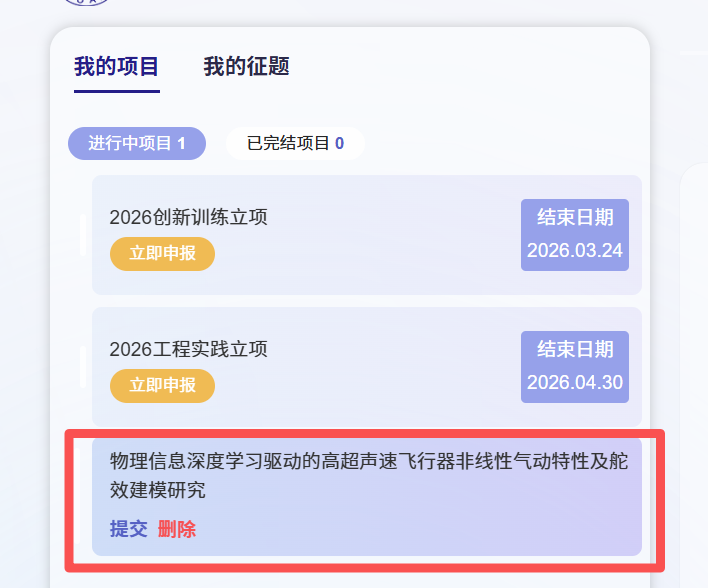 我的项目 我的征题
进行中项目 1 已完结项目 0
2026创新训练立项
立即申报
结束日期
2026.03.24
2026工程实践立项
立即申报
结束日期
2026.04.30
物理信息深度学习驱动的高超声速飞行器非线性气动特性及舵
效建模研究
提交 删除